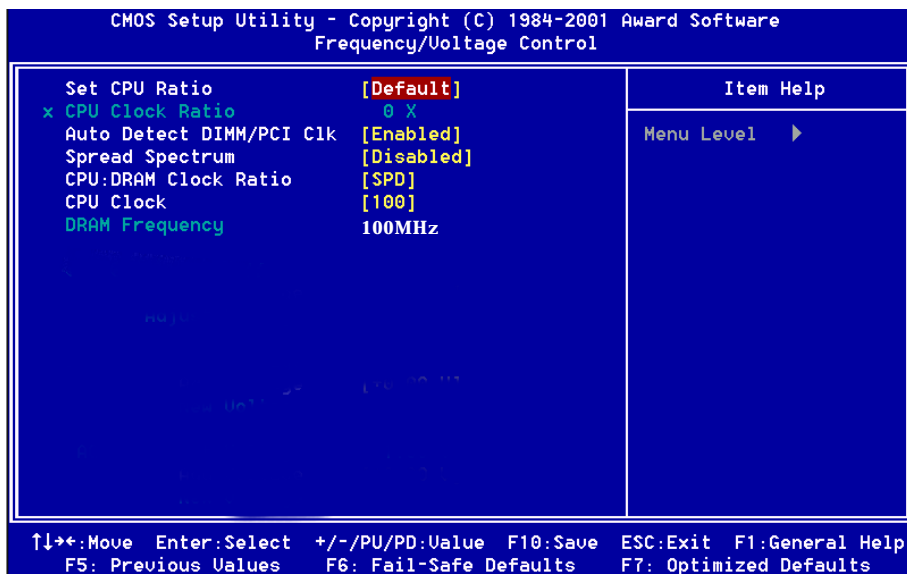 CMOS Setup Utility - Copyright (C) 1984-2001 Award Software
Frequency/Voltage Control
Set CPU Ratio [Default]
x CPU Clock Ratio 0 X
Auto Detect DIMM/PCI Clk [Enabled]
Spread Spectrum [Disabled]
CPU:DRAM Clock Ratio [SPD]
CPU Clock [100]
DRAM Frequency 100MHz
Item Help
Menu Level ▶
↑↓→←:Move Enter:Select +/-/PU/PD:Value F10:Save ESC:Exit F1:General Help
F5: Previous Values F6: Fail-Safe Defaults F7: Optimized Defaults